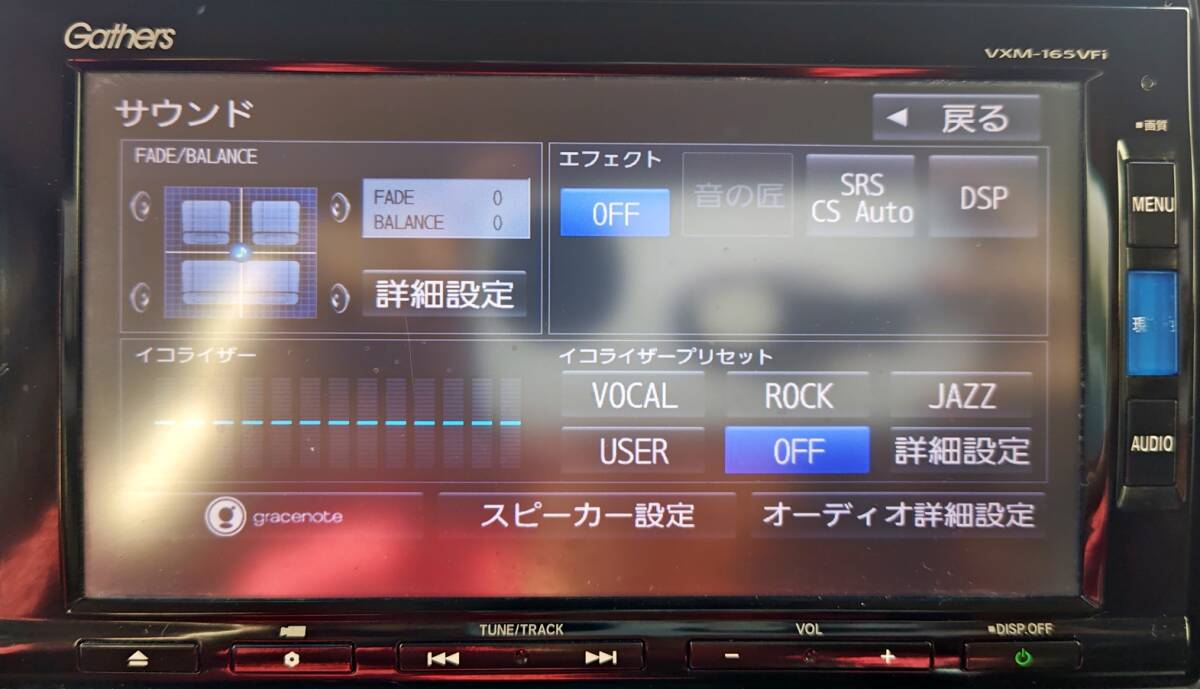 Gathers
VXM-165VFi
サウンド
戻る
■画質
FADE/BALANCE
FADE 0
BALANCE 0
詳細設定
エフェクト
OFF
音の匠
SRS
CS Auto
DSP
MENU
現
AUDIO
イコライザー
イコライザープリセット
VOCAL
ROCK
JAZZ
USER
OFF
詳細設定
gracenote
スピーカー設定
オーディオ詳細設定
TUNE/TRACK
VOL
■DISP.OFF